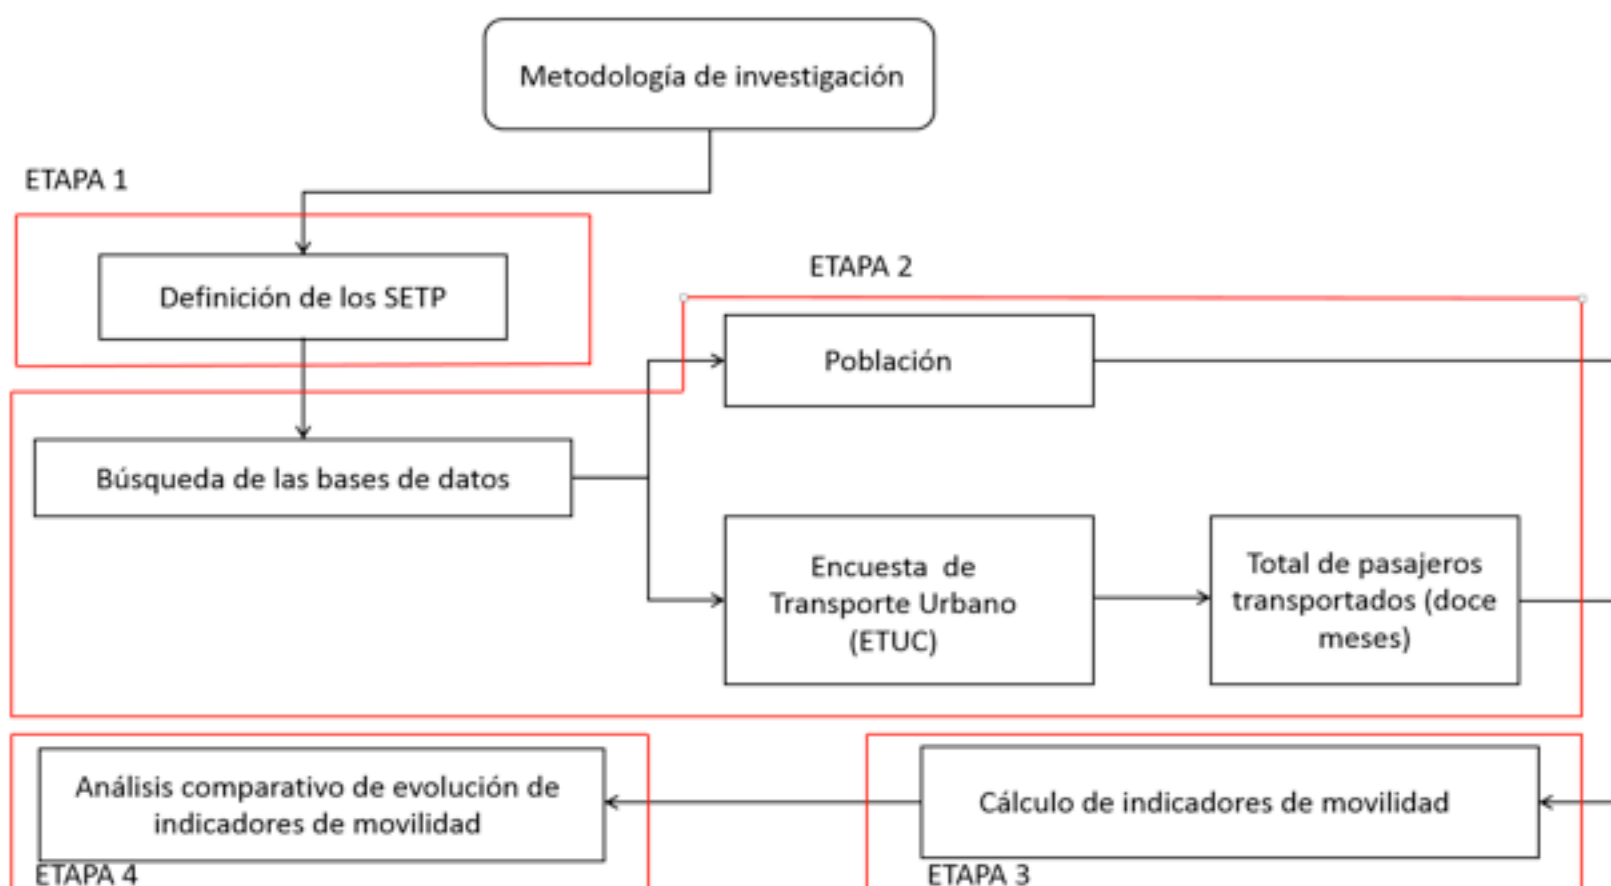 Metodología de investigación
ETAPA 1
Definición de los SETP
ETAPA 2
Población
Búsqueda de las bases de datos
Encuesta de
Transporte Urbano
(ETUC)
Total de pasajeros
transportados (doce
meses)
Análisis comparativo de evolución de
indicadores de movilidad
ETAPA 4
Cálculo de indicadores de movilidad
ETAPA 3